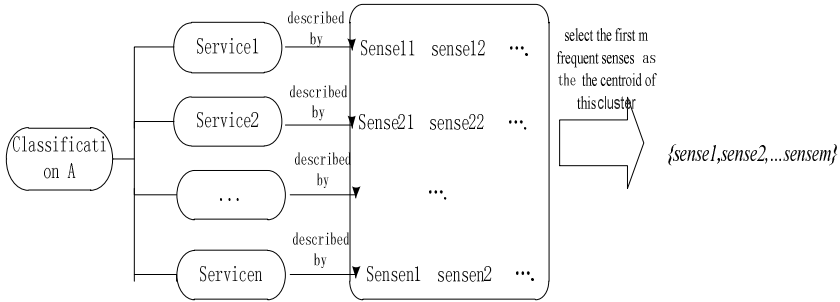 Classificati
on A
Service1
described
by
Sense11 sense12 ….
Service2
described
by
Sense21 sense22 ….
...
described
by
….
Servicen
described
by
Sensen1 sensen2 ….
select the first m
frequent senses as
the the centroid of
this cluster
{sense1,sense2,...sensem}